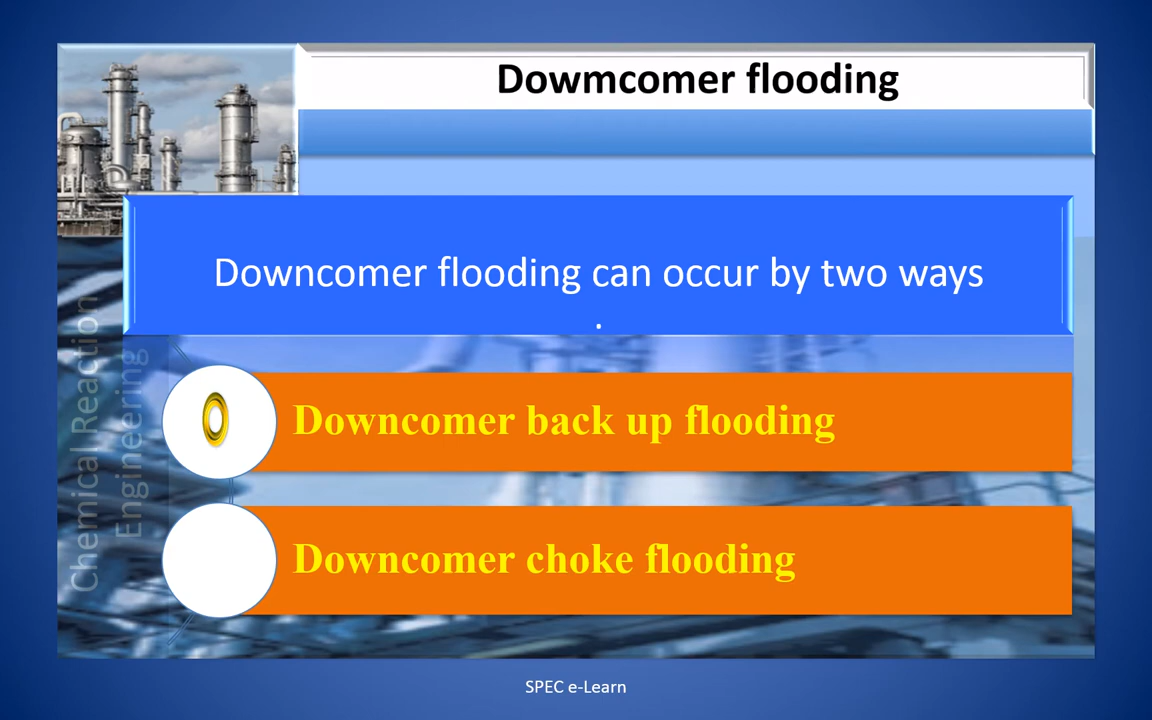 Dowmcomer flooding
Downcomer flooding can occur by two ways
.
Downcomer back up flooding
Downcomer choke flooding
Chemical Reaction
Engineering
SPEC e-Learn